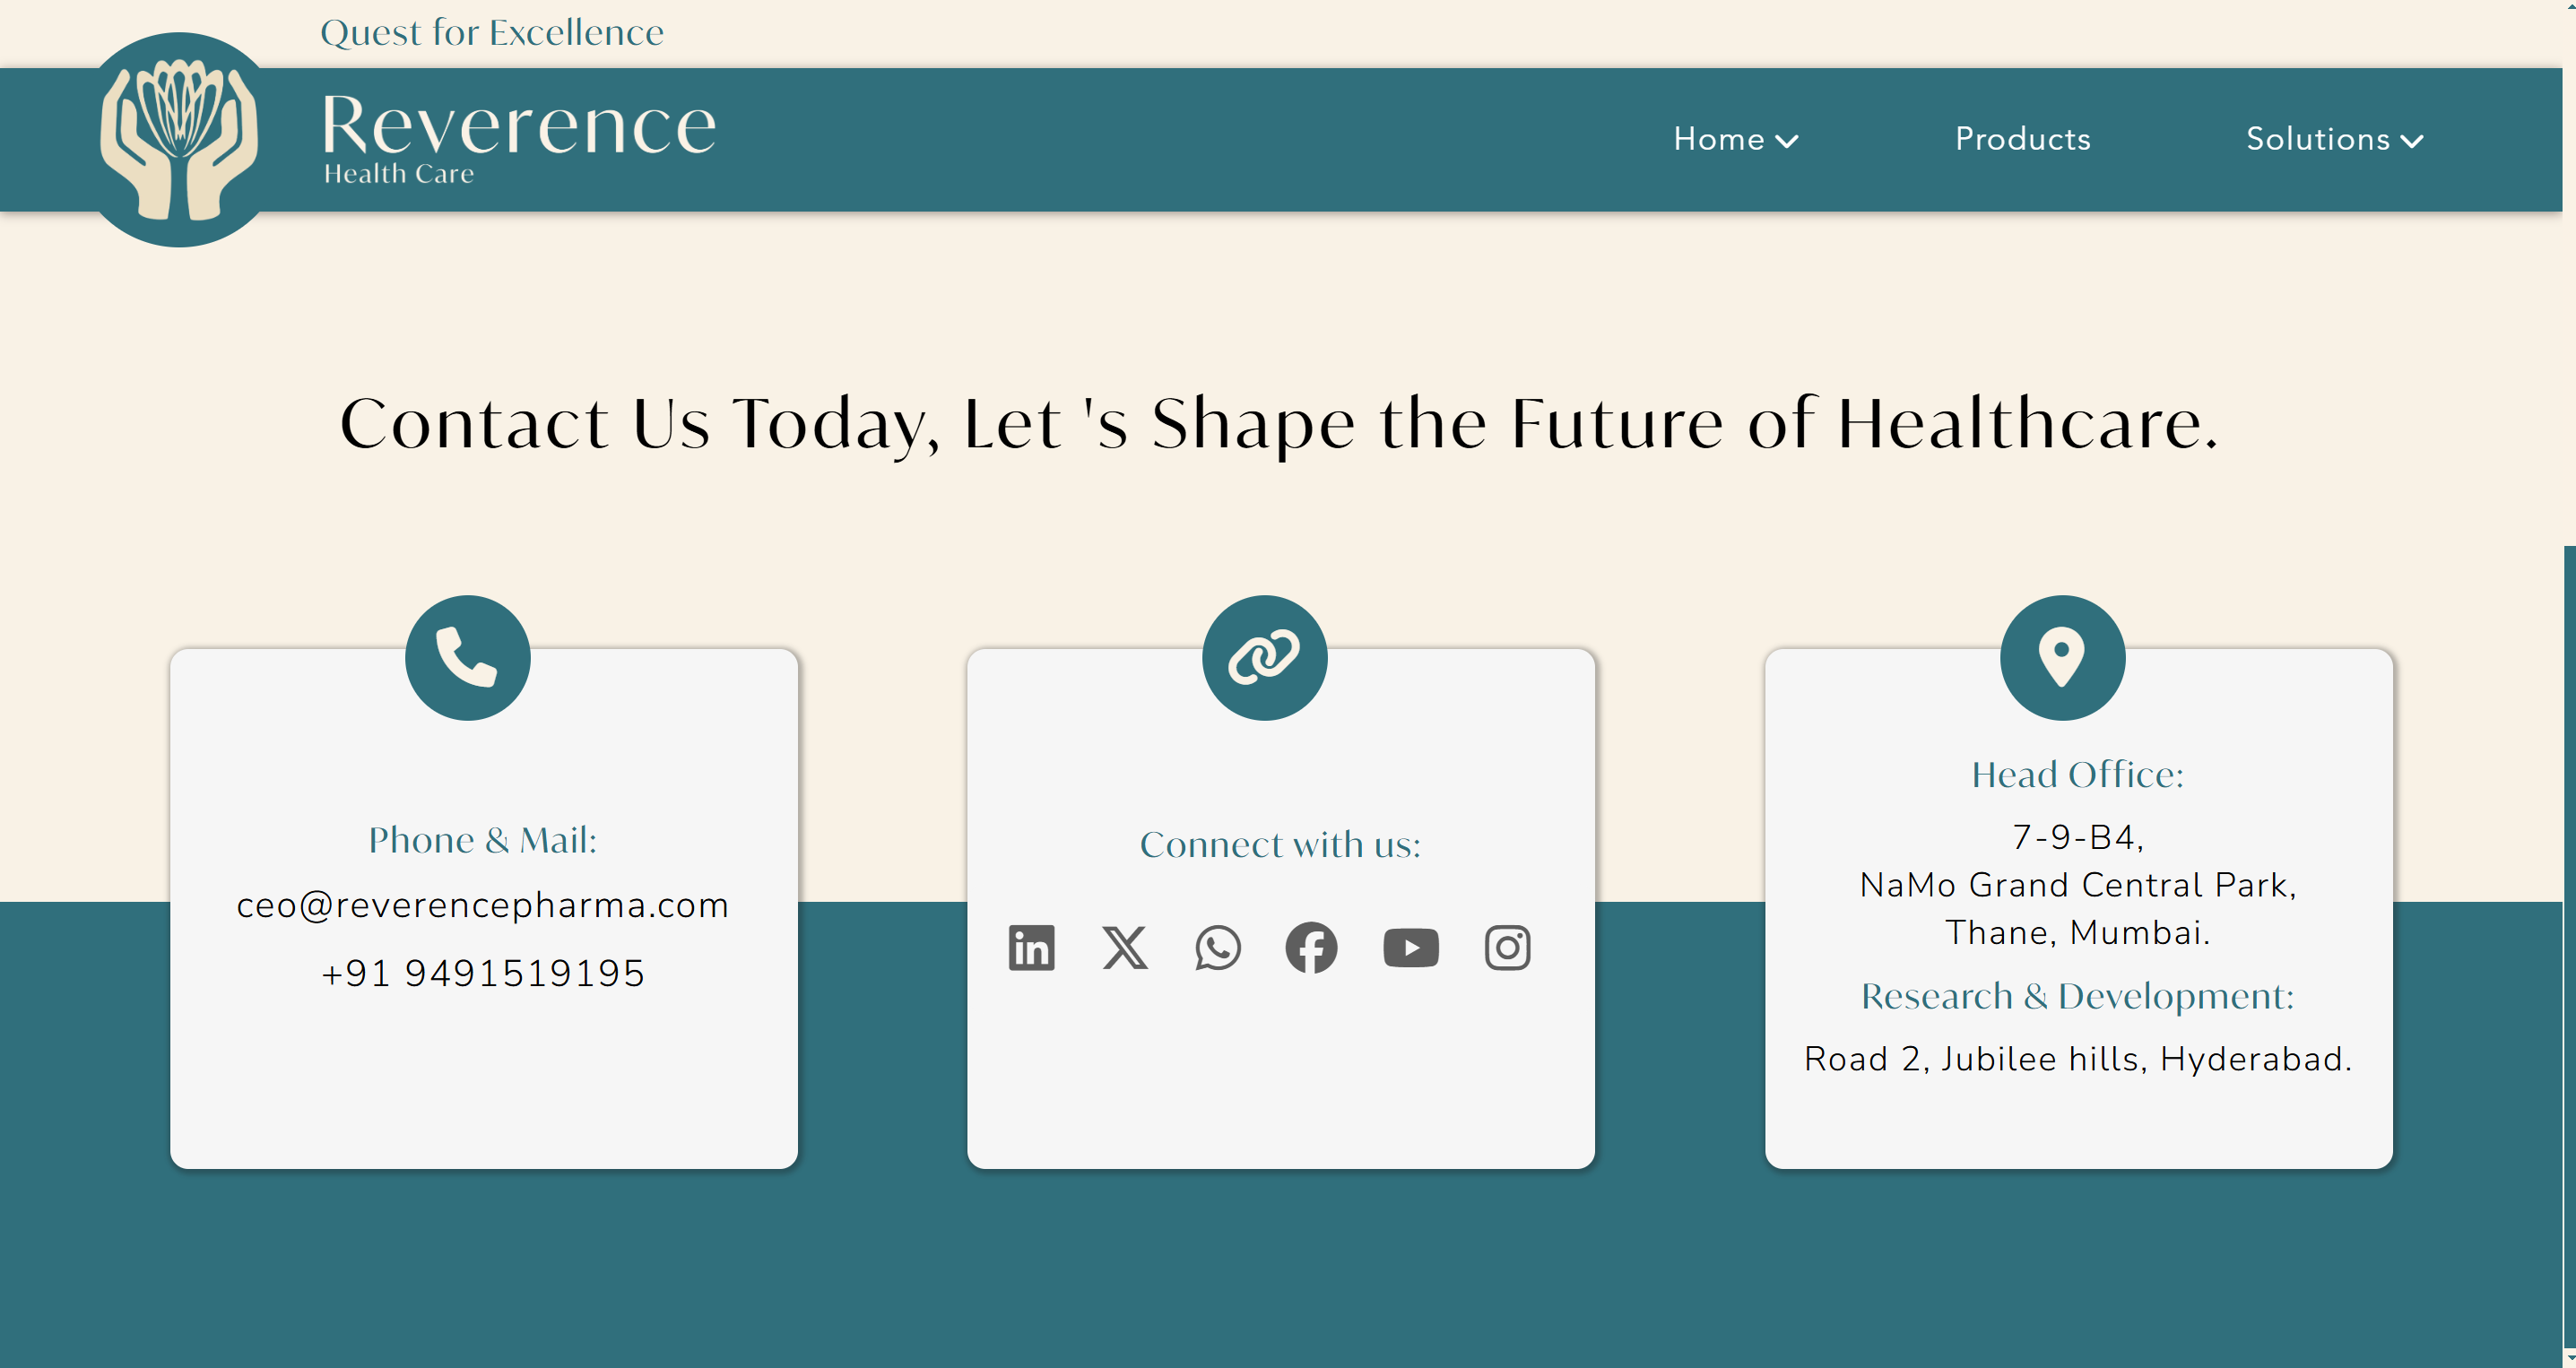 Quest for Excellence
Reverence
Health Care
Home
Products
Solutions
Contact Us Today, Let 's Shape the Future of Healthcare.
Phone & Mail:
ceo@reverencepharma.com
+91 9491519195
Connect with us:
Head Office:
7-9-B4,
NaMo Grand Central Park,
Thane, Mumbai.
Research & Development:
Road 2, Jubilee hills, Hyderabad.